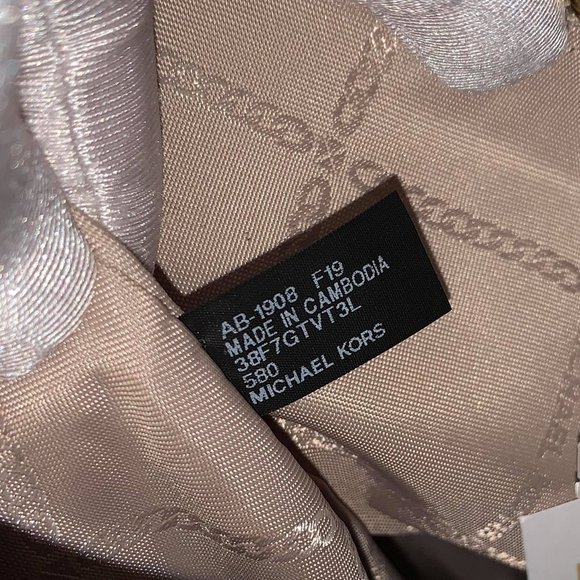 AB-1908 F19
MADE IN CAMBODIA
38F7GTVT3L
580
MICHAEL KORS